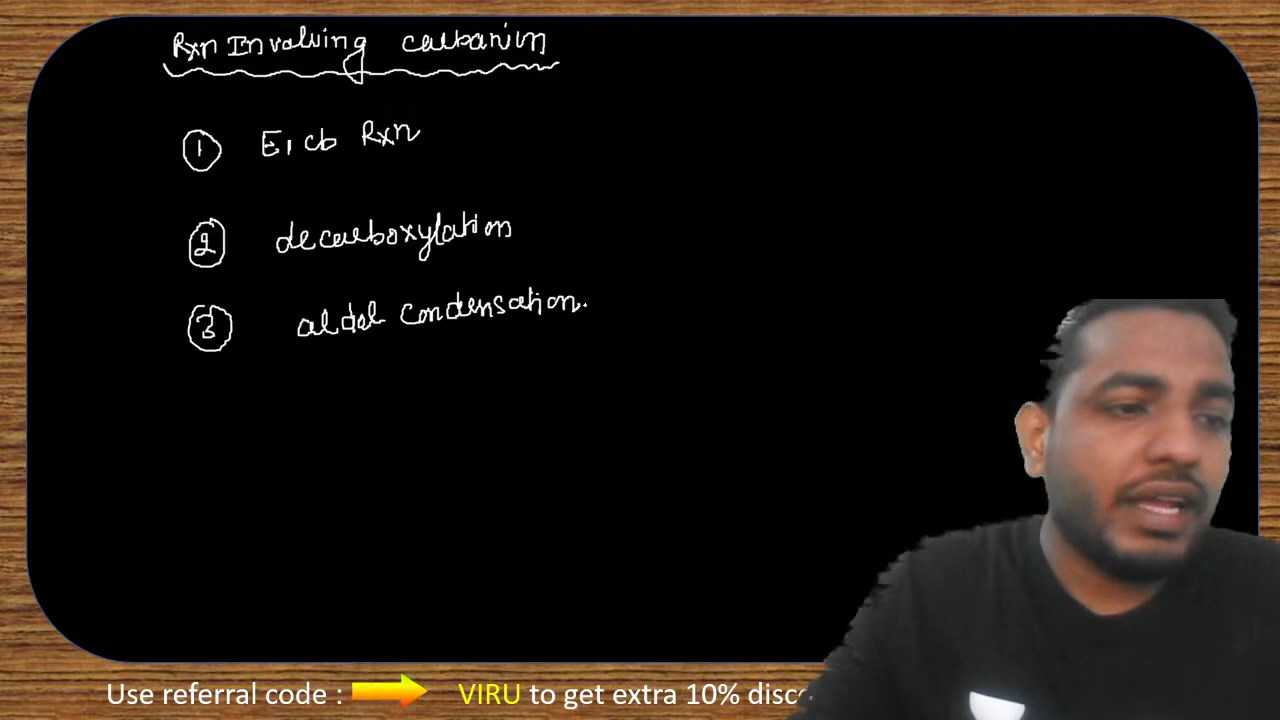 Rxn Involving carbanion
① E1cb Rxn
② decarboxylation
③ aldol condensation.
Use referral code : VIRU to get extra 10% disc